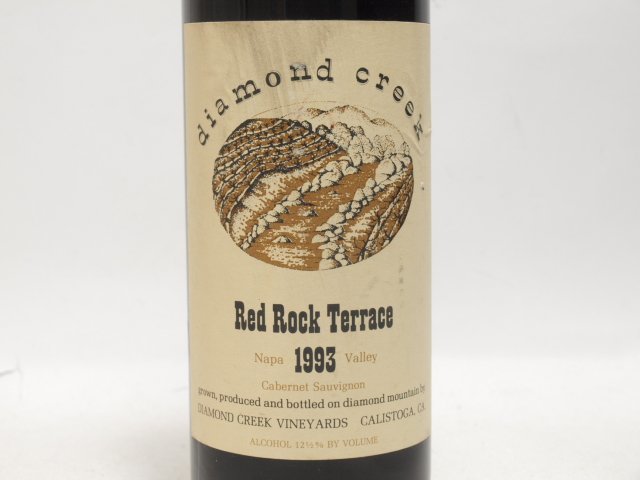 diamond creek
Red Rock Terrace
Napa 1993 Valley
Cabernet Sauvignon
grown, produced and bottled on diamond mountain by
DIAMOND CREEK VINEYARDS CALISTOGA, CA.
ALCOHOL 12½% BY VOLUME